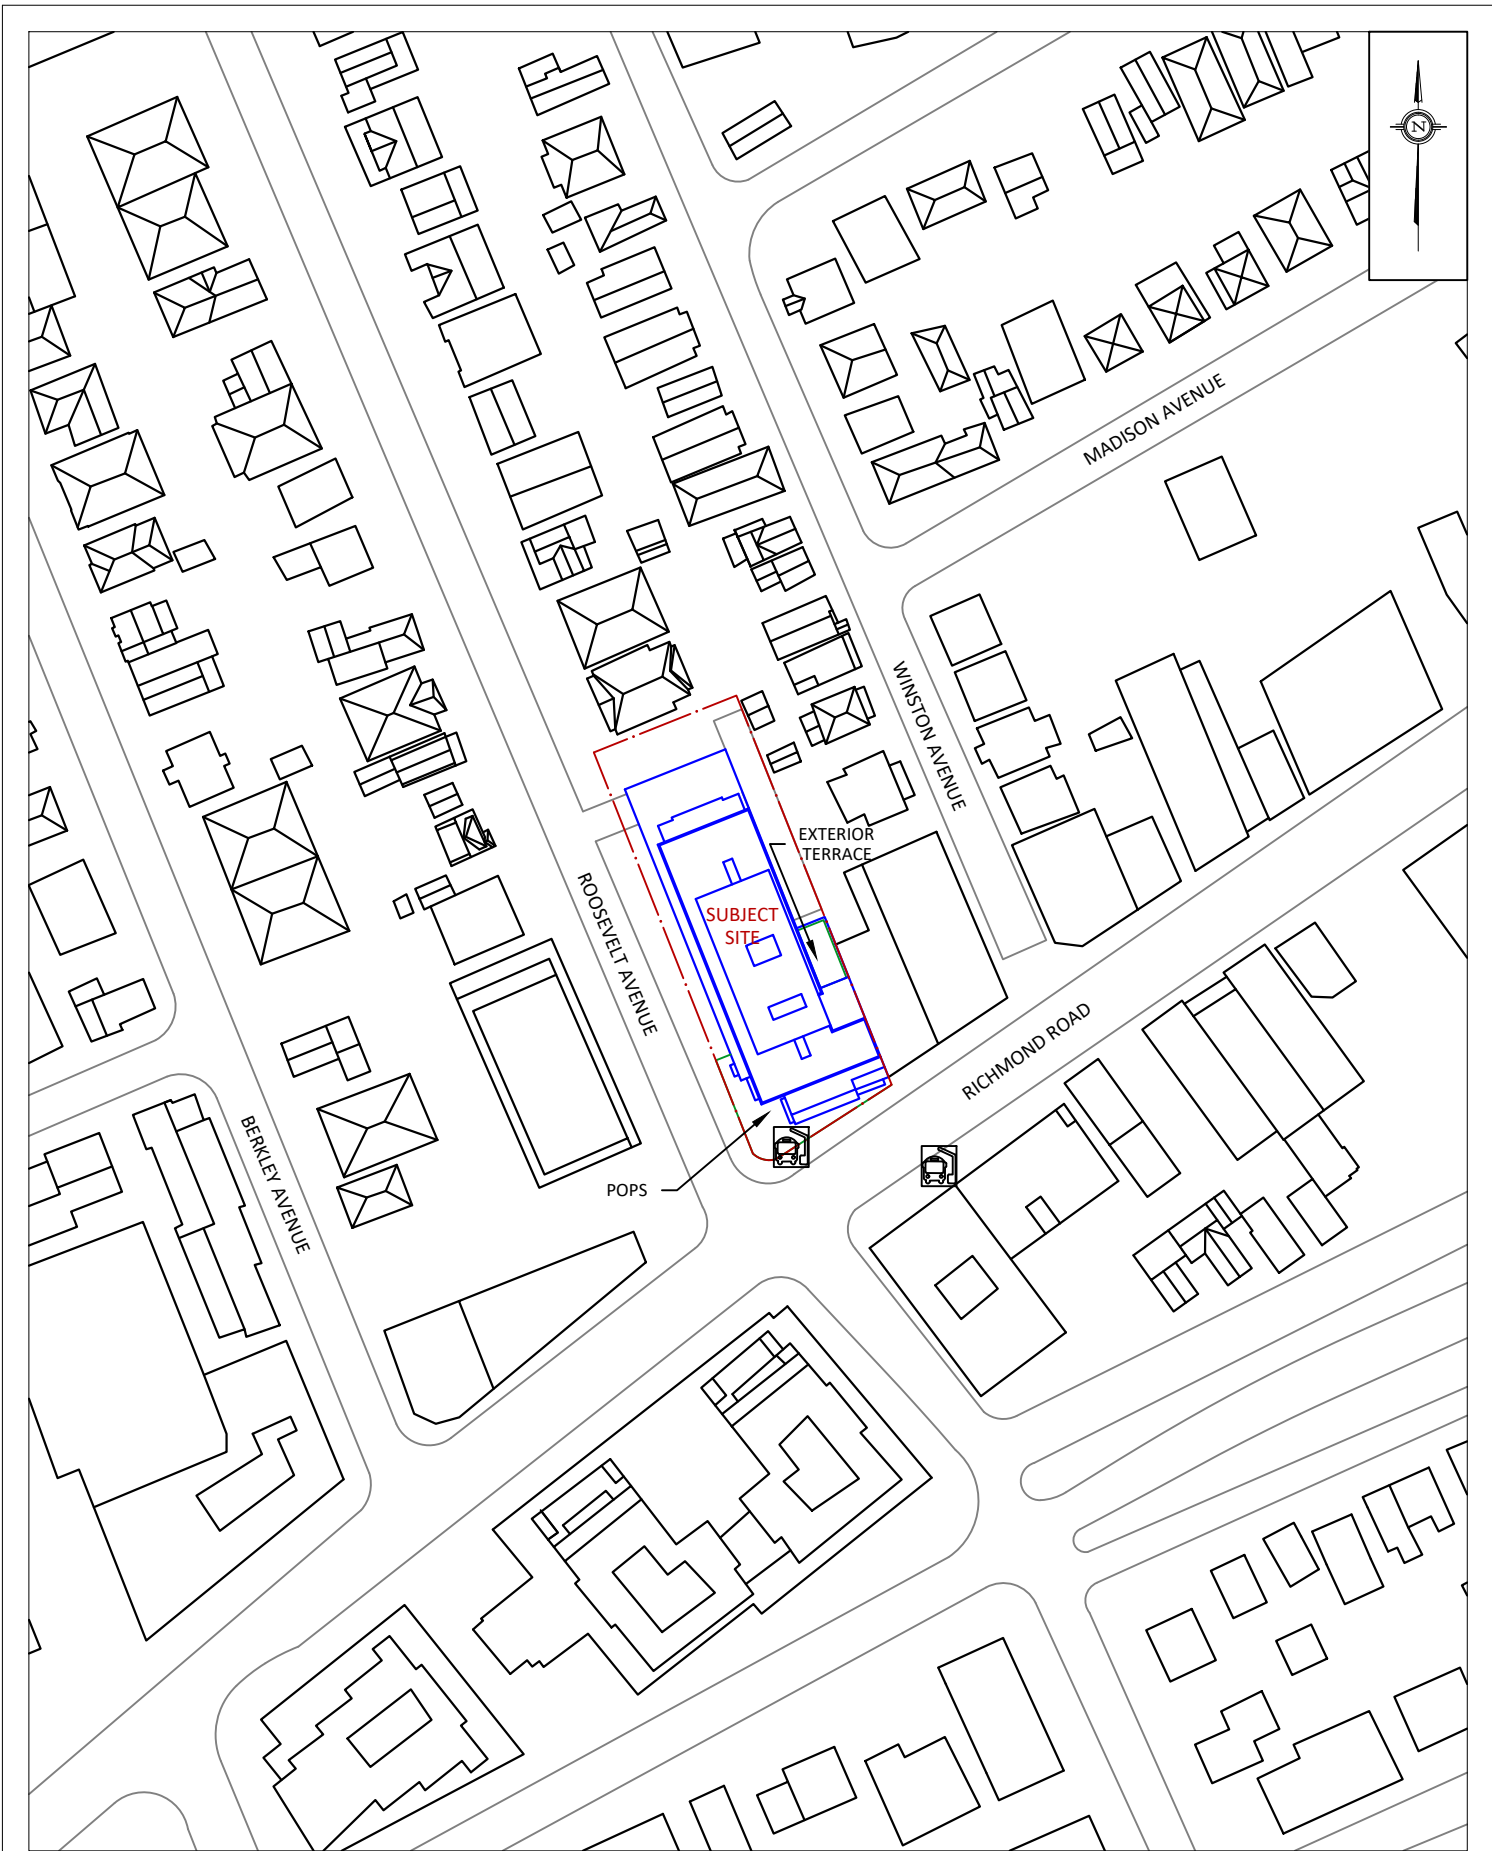 N
MADISON AVENUE
WINSTON AVENUE
EXTERIOR
TERRACE
ROOSEVELT AVENUE
SUBJECT
SITE
RICHMOND ROAD
BERKLEY AVENUE
POPS